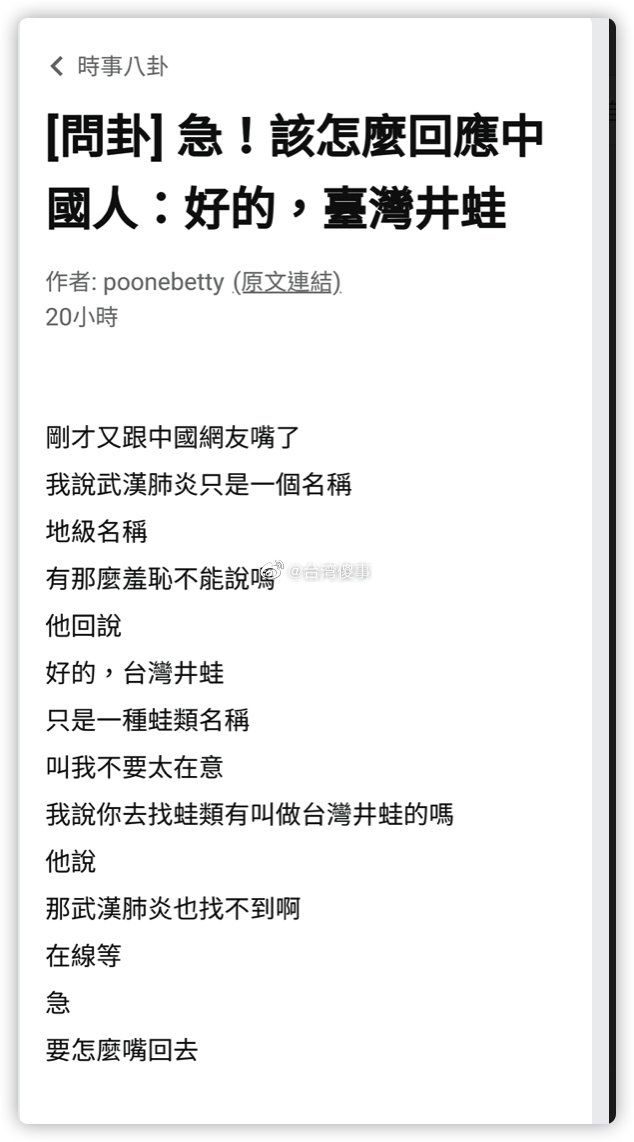 時事八卦
[問卦] 急！該怎麼回應中
國人：好的，臺灣井蛙
作者: poonebetty (原文連結)
20小時
剛才又跟中國網友嘴了
我說武漢肺炎只是一個名稱
地級名稱
有那麼羞恥不能說嗎
@台湾傻事
他回說
好的，台灣井蛙
只是一種蛙類名稱
叫我不要太在意
我說你去找蛙類有叫做台灣井蛙的嗎
他說
那武漢肺炎也找不到啊
在線等
急
要怎麼嘴回去